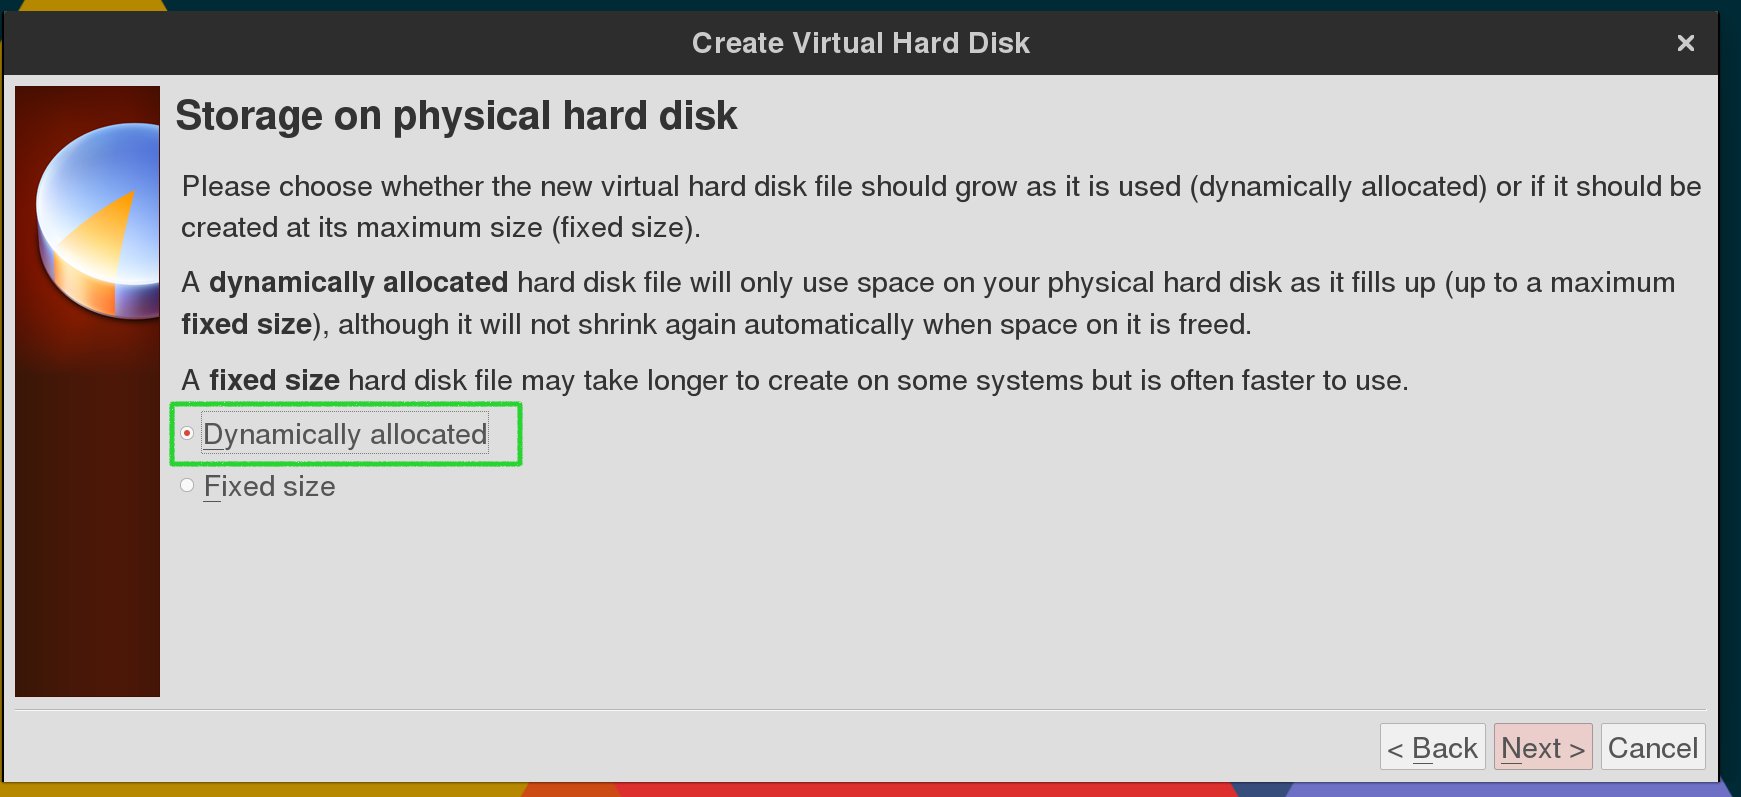 Create Virtual Hard Disk
Storage on physical hard disk
Please choose whether the new virtual hard disk file should grow as it is used (dynamically allocated) or if it should be
created at its maximum size (fixed size).
A dynamically allocated hard disk file will only use space on your physical hard disk as it fills up (up to a maximum
fixed size), although it will not shrink again automatically when space on it is freed.
A fixed size hard disk file may take longer to create on some systems but is often faster to use.
Dynamically allocated
Fixed size
< Back Next > Cancel